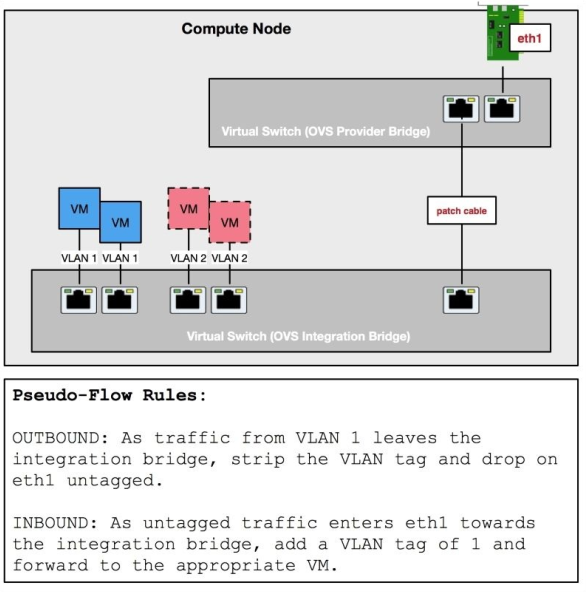 Compute Node
eth1
Virtual Switch (OVS Provider Bridge)
patch cable
VM
VM
VM
VM
VLAN 1
VLAN 1
VLAN 2
VLAN 2
Virtual Switch (OVS Integration Bridge)
Pseudo-Flow Rules:
OUTBOUND: As traffic from VLAN 1 leaves the
integration bridge, strip the VLAN tag and drop on
eth1 untagged.
INBOUND: As untagged traffic enters eth1 towards
the integration bridge, add a VLAN tag of 1 and
forward to the appropriate VM.